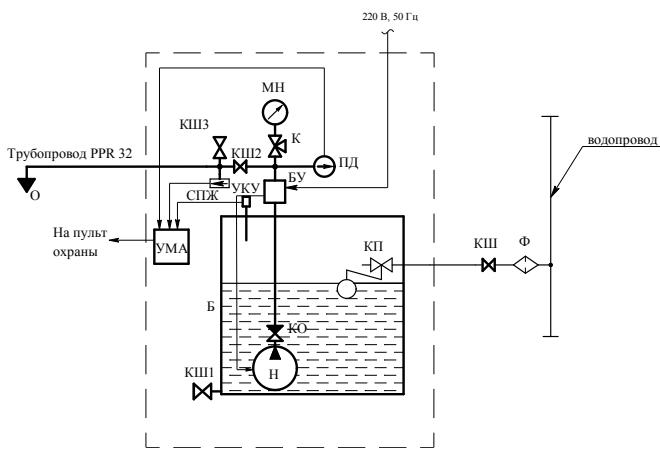 220 В, 50 Гц
МН
КШ3
К
КШ2
водопровод
Трубопровод PPR 32
ПД
О
УКУ
БУ
СПЖ
На пульт
охраны
УМА
КП
КШ
Ф
Б
КО
КШ1
Н